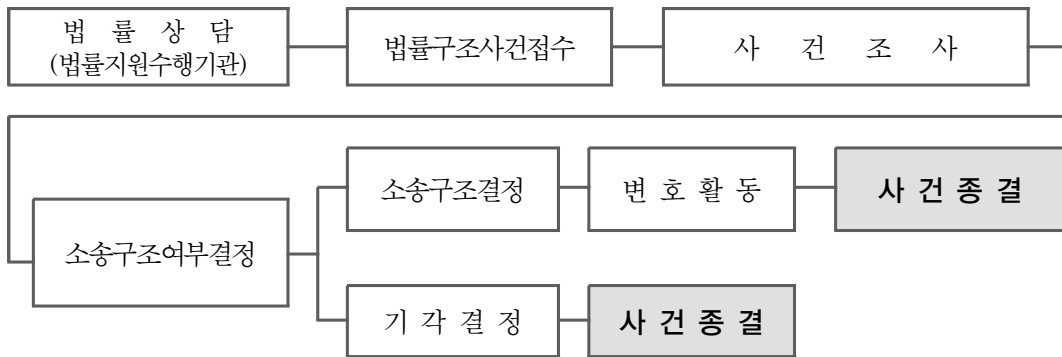 법 률 상 담
(법률지원수행기관)
법률구조사건접수
사 건 조 사
소송구조여부결정
소송구조결정
변 호 활 동
사 건 종 결
기 각 결 정
사 건 종 결